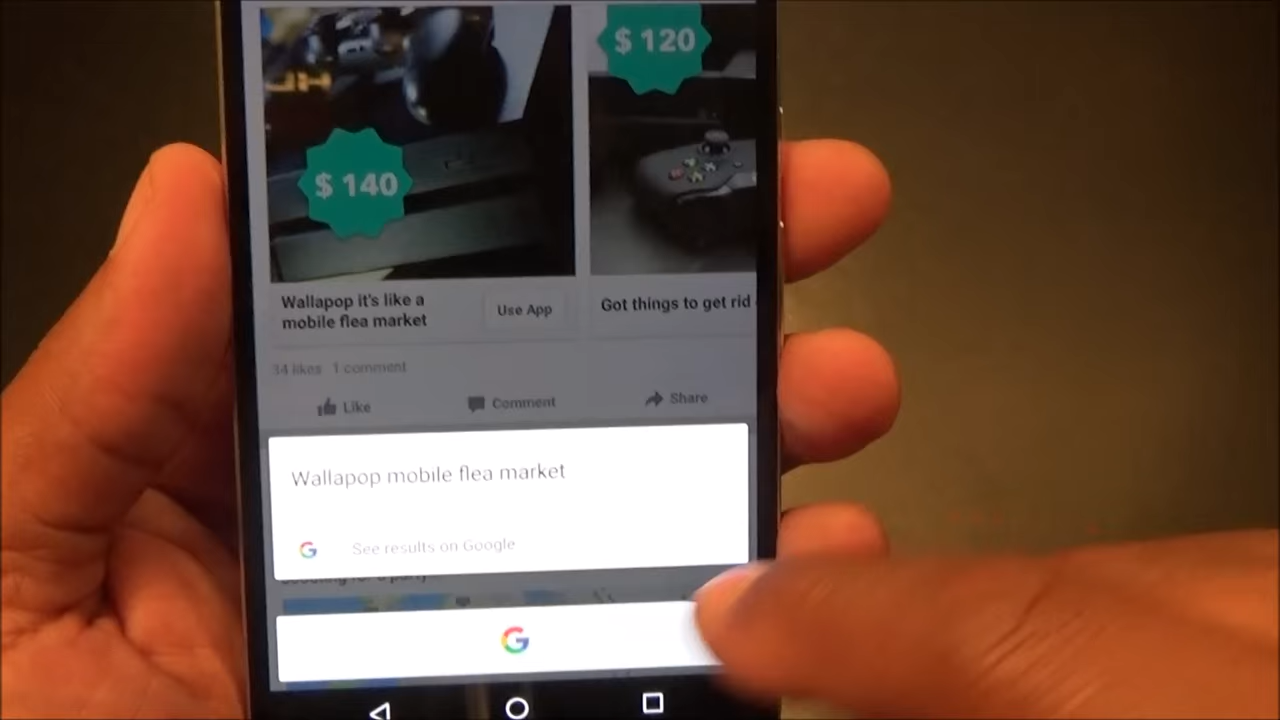 $ 120
$ 140
Wallapop it's like a
mobile flea market
Use App
Got things to get rid
34 likes 1 comment
Like
Comment
Share
Wallapop mobile flea market
See results on Google